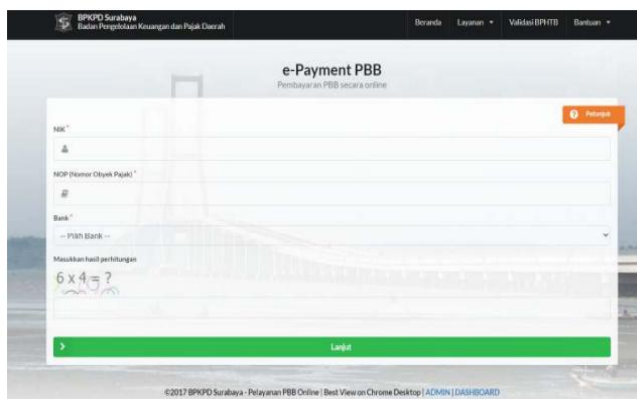 BPKPD Surabaya
Badan Pengelolaan Keuangan dan Pajak Daerah
Beranda Layanan Validasi BPHTB Bantuan
e-Payment PBB
Pembayaran PBB secara online
Petunjuk
NIK *
NOP (Nomor Obyek Pajak) *
Bank *
-- Pilih Bank --
Masukkan hasil perhitungan
6 x 4 = ?
Lanjut
©2017 BPKPD Surabaya - Pelayanan PBB Online | Best View on Chrome Desktop | ADMIN | DASHBOARD